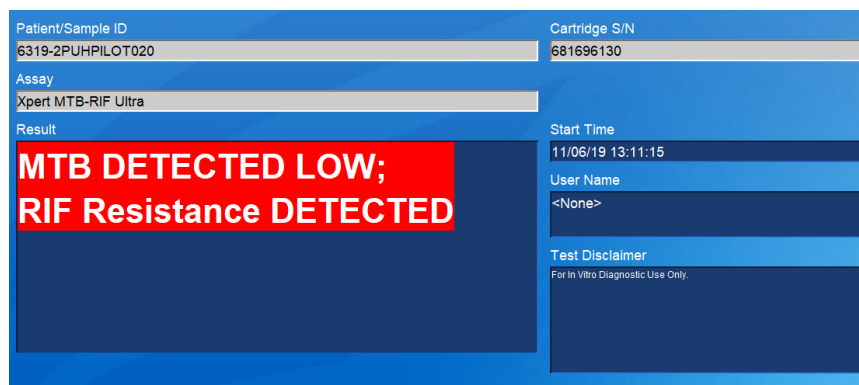 Patient/Sample ID
6319-2PUHPILOT020
Cartridge S/N
681696130
Assay
Xpert MTB-RIF Ultra
Result
MTB DETECTED LOW;
RIF Resistance DETECTED
Start Time
11/06/19 13:11:15
User Name
<None>
Test Disclaimer
For In Vitro Diagnostic Use Only.